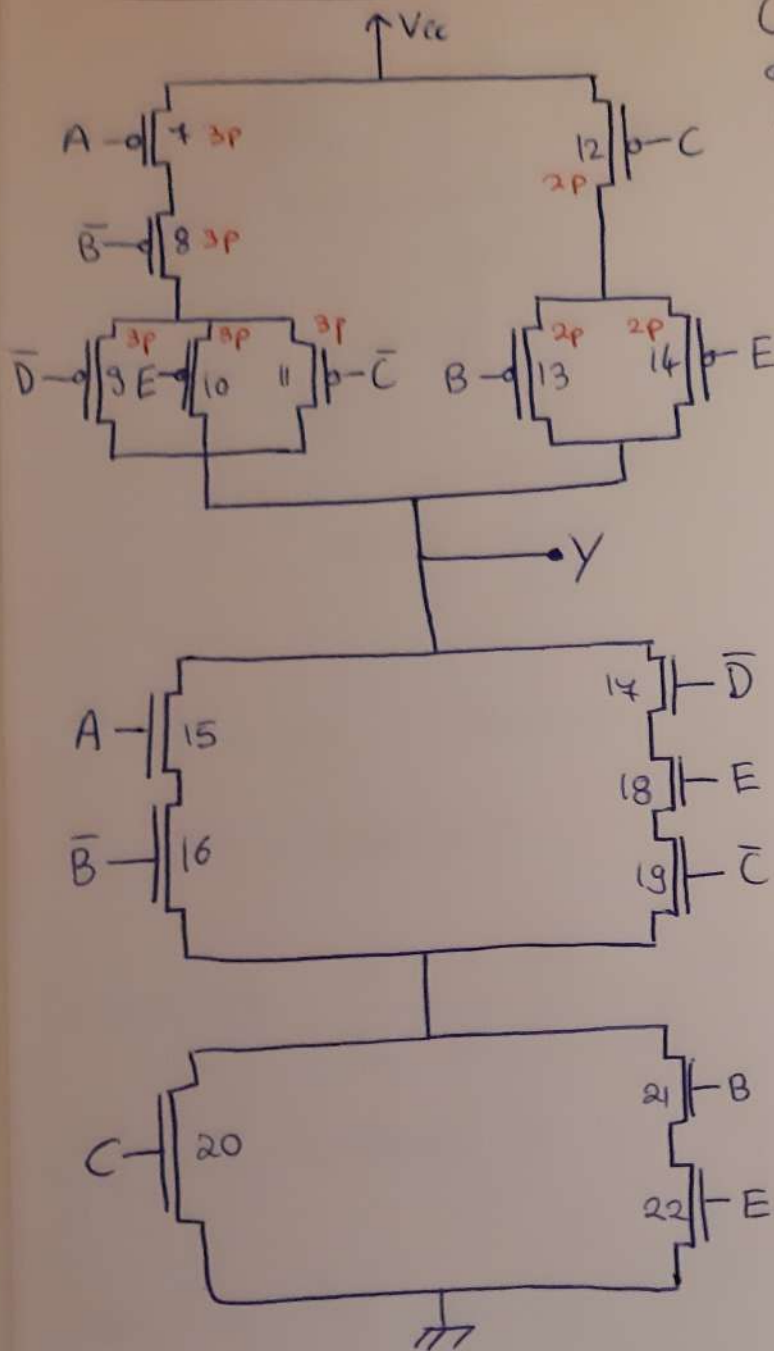 Vcc
A 7 3p 12 C
2p
B̅ 8 3p
3p 3p 3p 2p 2p
D̅ 9 E 10 11 C̅ B 13 14 E
Y
A 15 17 D̅
18 E
B̅ 16 19 C̅
C 20 21 B
22 E